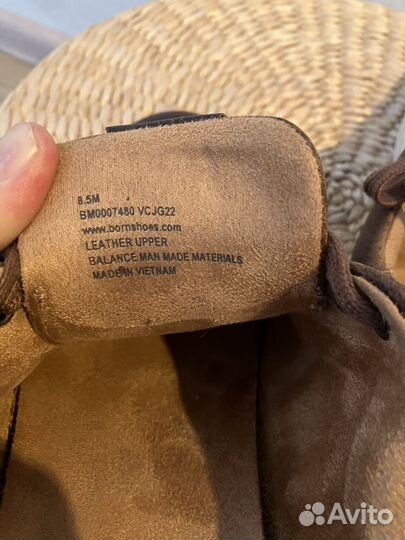 8.5M
BM0007480 VCJG22
www.bornshoes.com
LEATHER UPPER
BALANCE MAN MADE MATERIALS
MADE IN VIETNAM
Avito